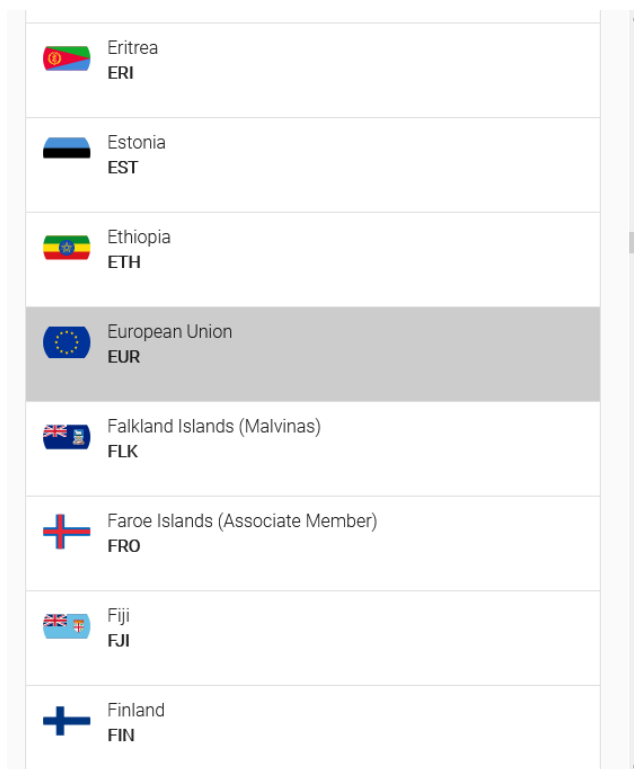 Eritrea
ERI
Estonia
EST
Ethiopia
ETH
European Union
EUR
Falkland Islands (Malvinas)
FLK
Faroe Islands (Associate Member)
FRO
Fiji
FJI
Finland
FIN